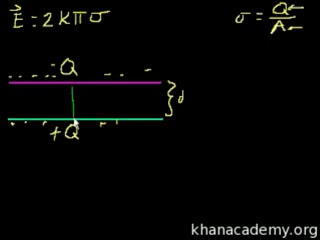 E = 2Kπσ
σ = Q/A
-Q
d
+Q
khanacademy.org